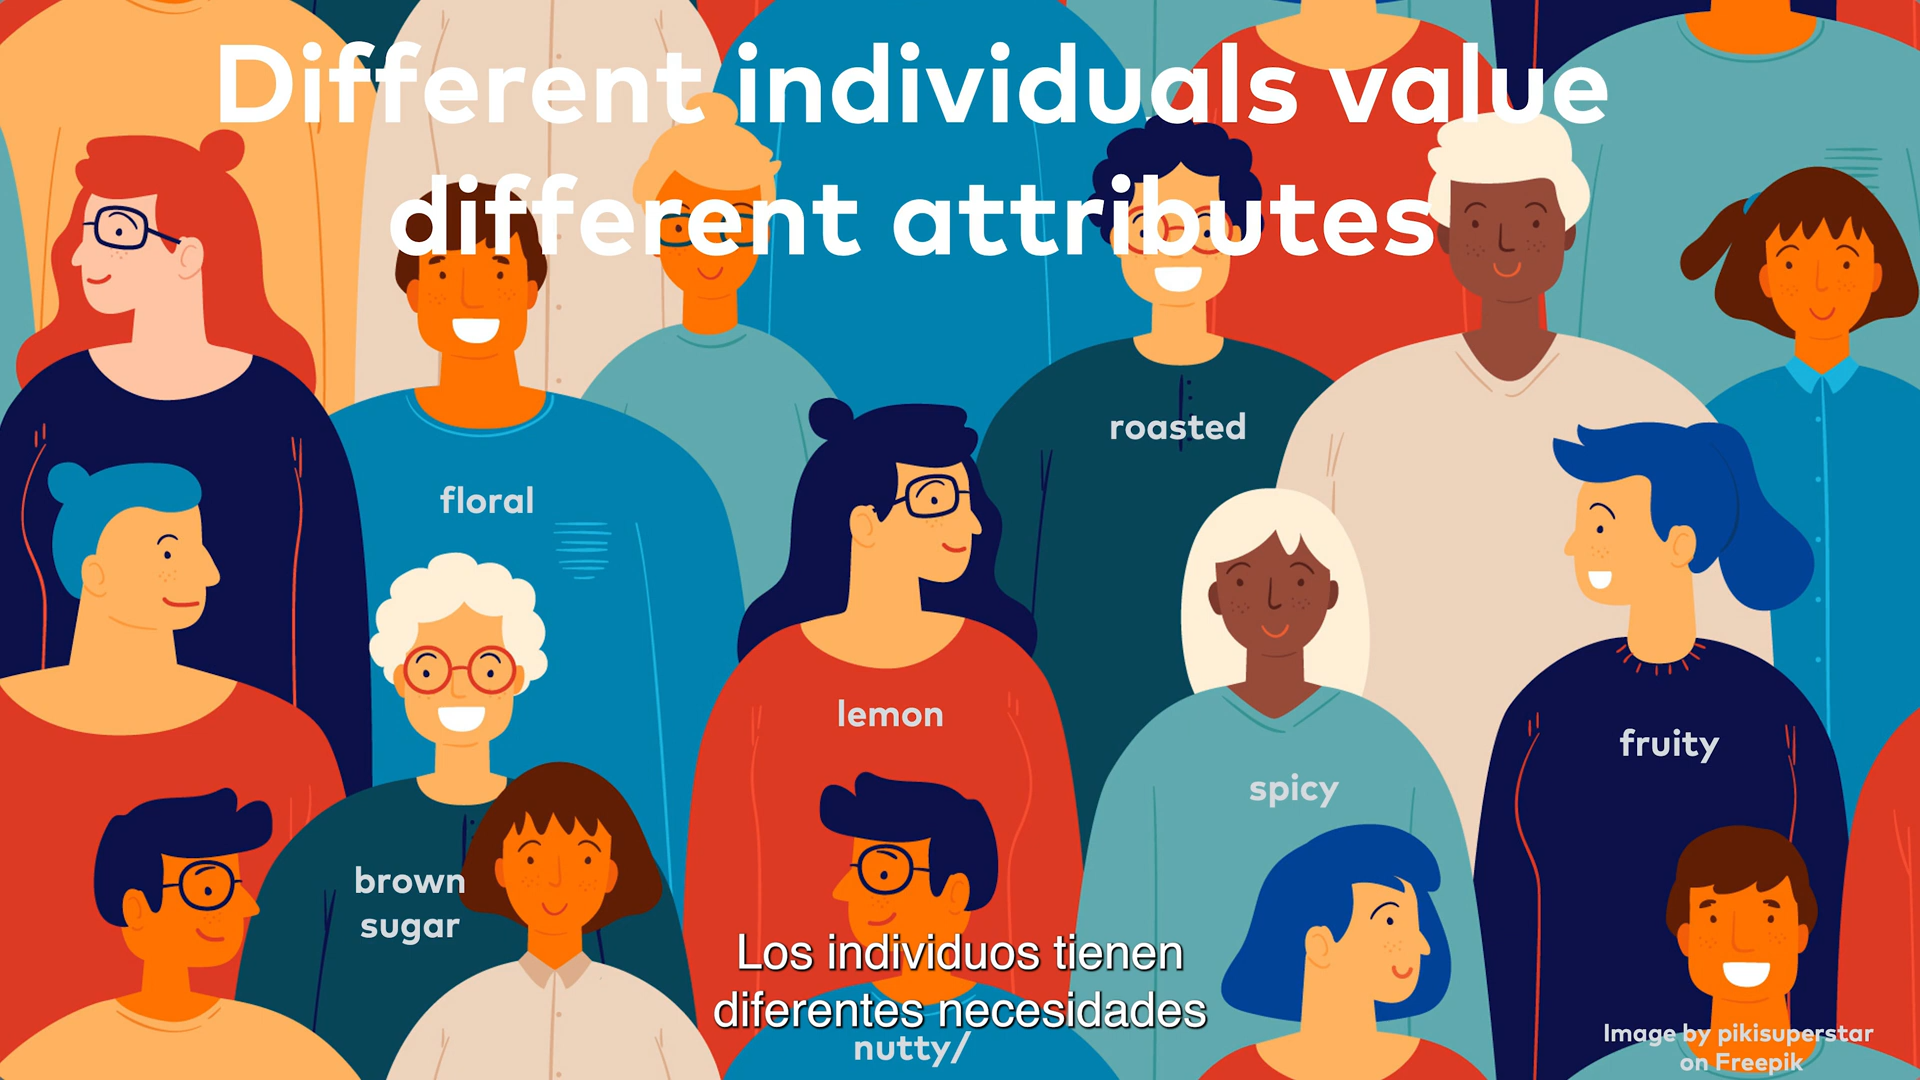 Different individuals value
different attributes
roasted
floral
lemon
fruity
spicy
brown
sugar
Los individuos tienen
diferentes necesidades
nutty/
Image by pikisuperstar
on Freepik